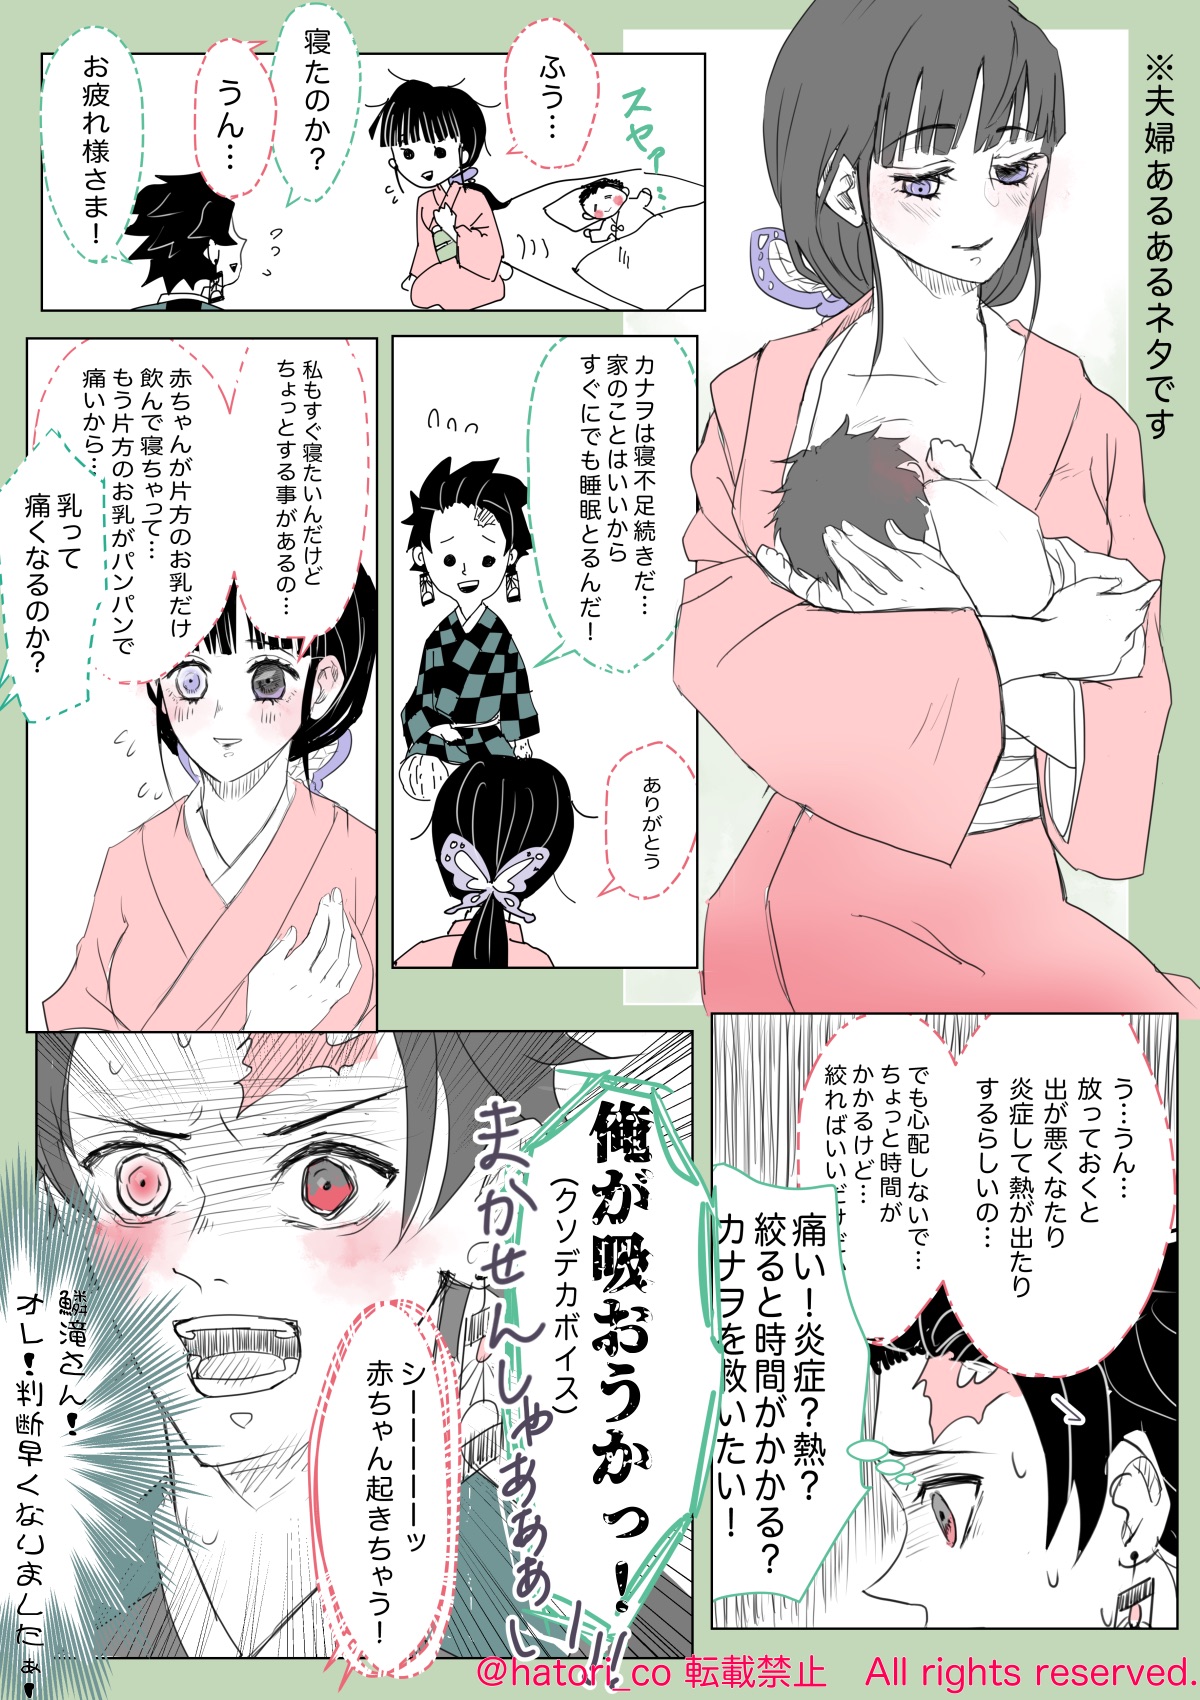 ※夫婦あるあるネタです
ふう…
スヤァ…
寝たのか？
うん…
お疲れ様さま！
カナヲは寝不足続きだ…
家のことはいいから
すぐにでも睡眠とるんだ！
ありがとう
私もすぐ寝たいんだけど
ちょっとする事があるの…
赤ちゃんが片方のお乳だけ
飲んで寝ちゃって…
もう片方のお乳がパンパンで
痛いから…
乳って
痛くなるのか？
う…うん…
放っておくと
出が悪くなたり
炎症して熱が出たり
するらしいの…
でも心配しないで…
ちょっと時間が
かかるけど…
絞ればいいだけだ
痛い！炎症？熱？
絞ると時間がかかる？
カナヲを救いたい！
俺が吸おうかっ！
(クソデカボイス)
まかせんしゃあああい!!
シーーーーーッ
赤ちゃん起きちゃう！
鱗滝さん！
オレ！判断早くなりましたぁ！
@hatori_co 転載禁止 All rights reserved.